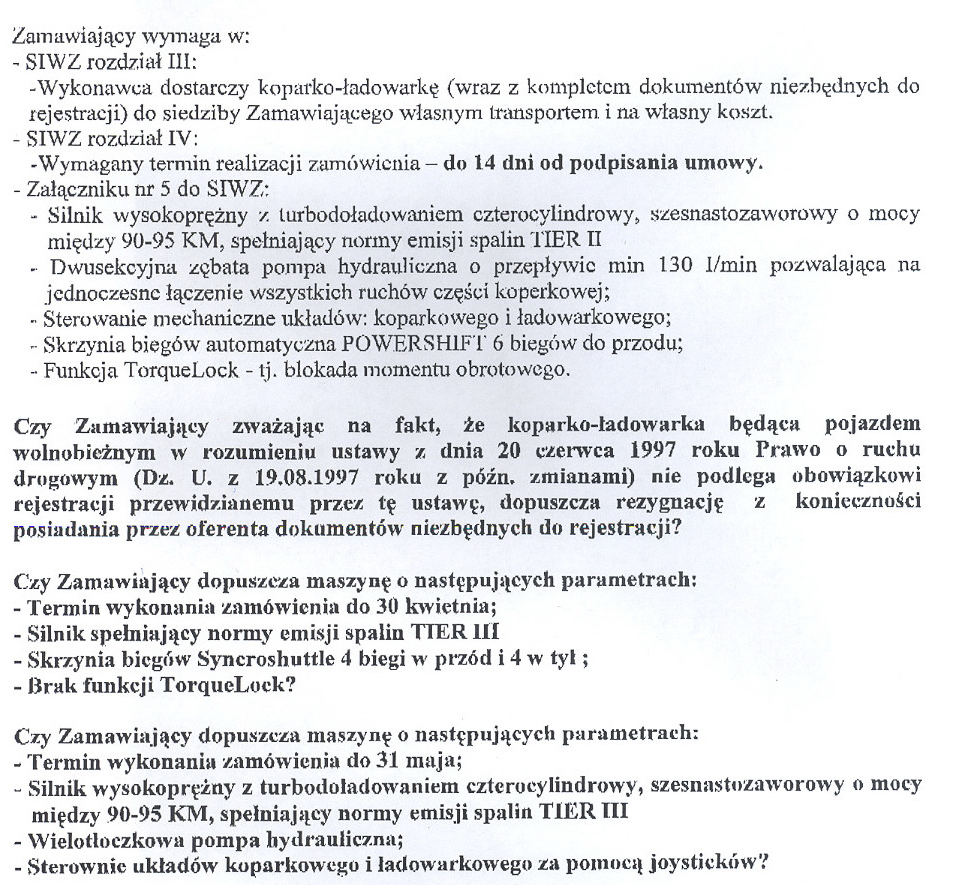 Zamawiający wymaga w:
- SIWZ rozdział III:
-Wykonawca dostarczy koparko-ładowarkę (wraz z kompletem dokumentów niezbędnych do
rejestracji) do siedziby Zamawiającego własnym transportem i na własny koszt.
- SIWZ rozdział IV:
-Wymagany termin realizacji zamówienia – do 14 dni od podpisania umowy.
- Załączniku nr 5 do SIWZ:
- Silnik wysokoprężny z turbodoładowaniem czterocylindrowy, szesnastozaworowy o mocy
między 90-95 KM, spełniający normy emisji spalin TIER II
- Dwusekcyjna zębata pompa hydrauliczna o przepływie min 130 l/min pozwalająca na
jednoczesne łączenie wszystkich ruchów części koperkowej;
- Sterowanie mechaniczne układów: koparkowego i ładowarkowego;
- Skrzynia biegów automatyczna POWERSHIFT 6 biegów do przodu;
- Funkcja TorqueLock - tj. blokada momentu obrotowego.
Czy Zamawiający zważając na fakt, że koparko-ładowarka będąca pojazdem
wolnobieżnym w rozumieniu ustawy z dnia 20 czerwca 1997 roku Prawo o ruchu
drogowym (Dz. U. z 19.08.1997 roku z późn. zmianami) nie podlega obowiązkowi
rejestracji przewidzianemu przez tę ustawę, dopuszcza rezygnację z konieczności
posiadania przez oferenta dokumentów niezbędnych do rejestracji?
Czy Zamawiający dopuszcza maszynę o następujących parametrach:
- Termin wykonania zamówienia do 30 kwietnia;
- Silnik spełniający normy emisji spalin TIER III
- Skrzynia biegów Syncroshuttle 4 biegi w przód i 4 w tył ;
- Brak funkcji TorqueLock?
Czy Zamawiający dopuszcza maszynę o następujących parametrach:
- Termin wykonania zamówienia do 31 maja;
- Silnik wysokoprężny z turbodoładowaniem czterocylindrowy, szesnastozaworowy o mocy
między 90-95 KM, spełniający normy emisji spalin TIER III
- Wielotłoczkowa pompa hydrauliczna;
- Sterownie układów koparkowego i ładowarkowego za pomocą joysticków?